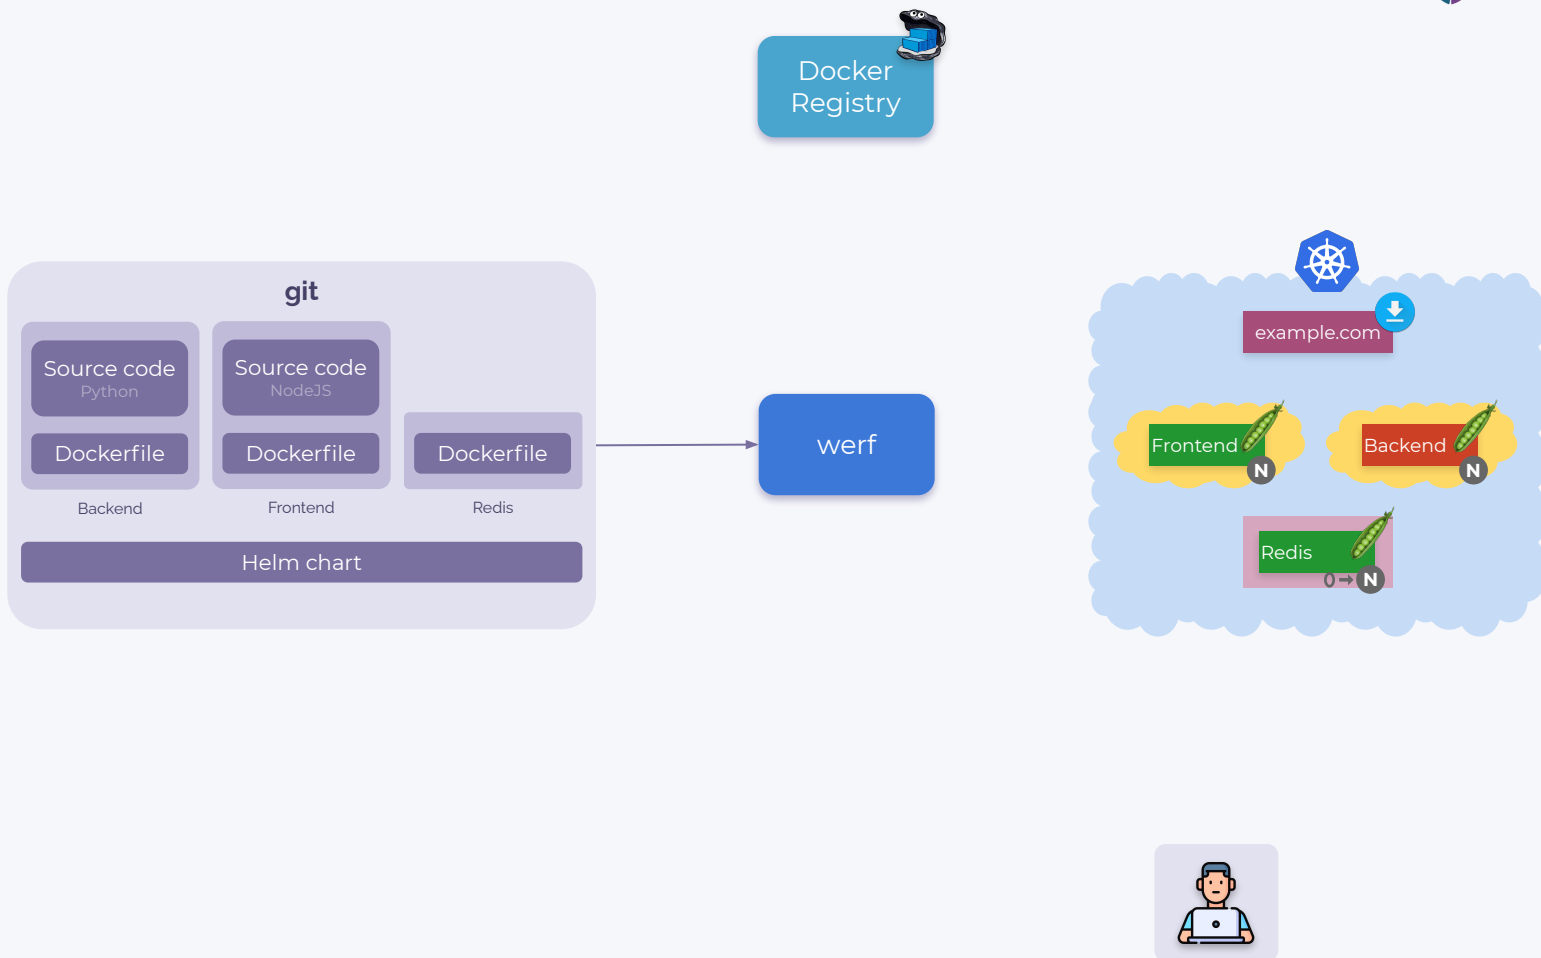 Docker
Registry
git
Source code
Python
Dockerfile
Backend
Source code
NodeJS
Dockerfile
Frontend
Dockerfile
Redis
Helm chart
werf
example.com
Frontend
N
Backend
N
Redis
0
N